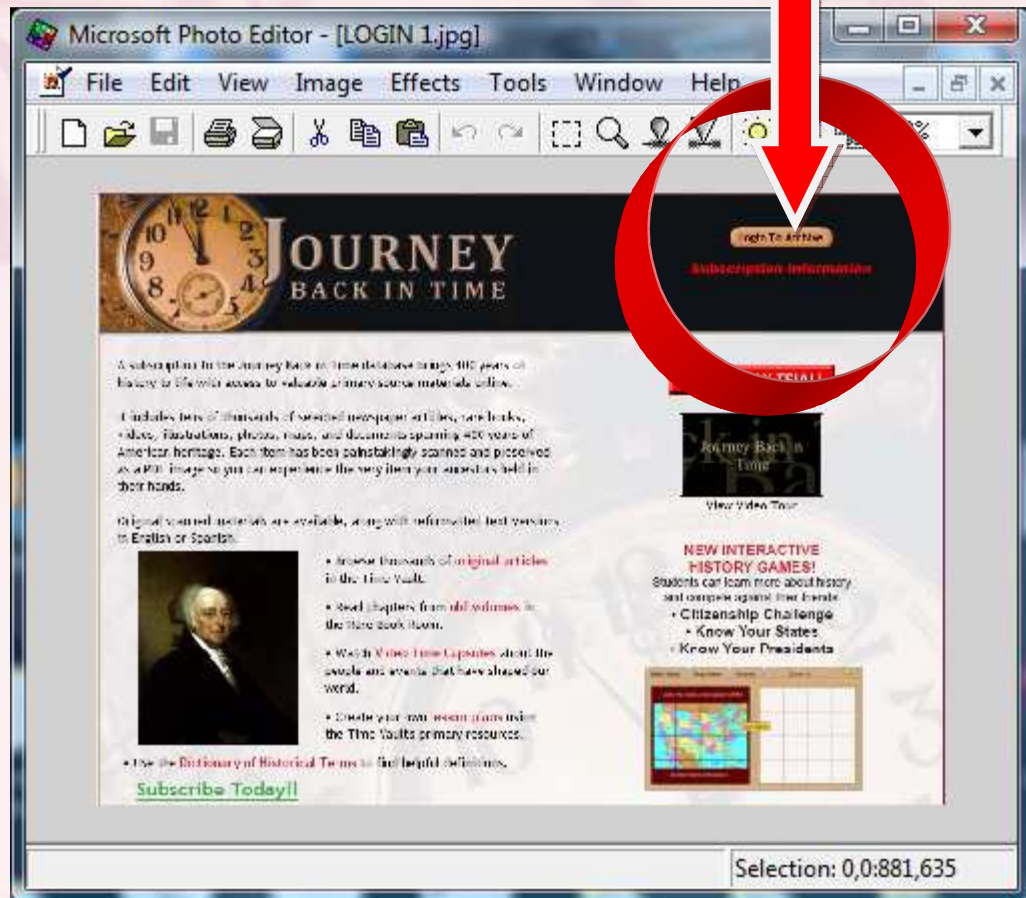 Microsoft Photo Editor - [LOGIN 1.jpg]
File Edit View Image Effects Tools Window Help
%
JOURNEY
BACK IN TIME
Login To Archive
Subscription Information
A subscription to the Journey Back in Time database brings 400 years of
history to life with access to valuable primary source materials online.
It includes tens of thousands of selected newspaper articles, rare books,
videos, illustrations, photos, maps, and documents spanning 400 years of
American heritage. Each item has been painstakingly scanned and preserved
as a PDF image so you can experience the very item your ancestors held in
their hands.
Original scanned materials are available, along with reformatted text versions
in English or Spanish.
• Browse thousands of original articles
in the Time Vault.
• Read chapters from old volumes in
the Rare Book Room.
• Watch Video Time Capsules about the
people and events that have shaped our
world.
• Create your own lesson plans using
the Time Vaults primary resources.
• Use the Dictionary of Historical Terms to find helpful definitions.
Subscribe Today!!
TRIAL!
Journey Back in
Time
View Video Tour
NEW INTERACTIVE
HISTORY GAMES!
Students can learn more about history
and compete against their friends
• Citizenship Challenge
• Know Your States
• Know Your Presidents
Selection: 0,0:881,635